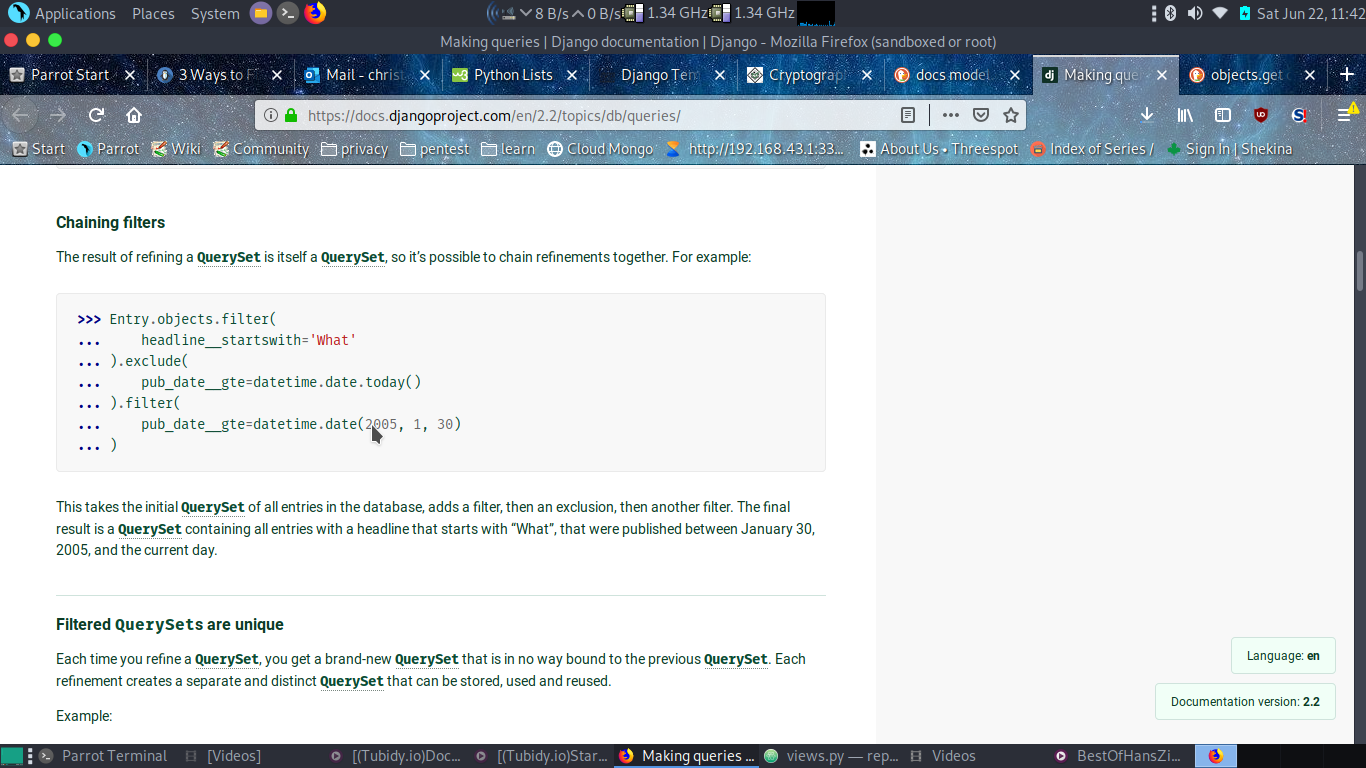 Applications Places System 8 B/s 0 B/s 1.34 GHz 1.34 GHz Sat Jun 22, 11:42
Making queries | Django documentation | Django - Mozilla Firefox (sandboxed or root)
Parrot Start 3 Ways to F Mail - christ Python Lists Django Tem Cryptograp docs model Making que objects.get
https://docs.djangoproject.com/en/2.2/topics/db/queries/
Start Parrot Wiki Community privacy pentest learn Cloud Mongo http://192.168.43.1:33... About Us • Threespot Index of Series / Sign In | Shekina
Chaining filters
The result of refining a QuerySet is itself a QuerySet, so it’s possible to chain refinements together. For example:
>>> Entry.objects.filter(
...     headline__startswith='What'
... ).exclude(
...     pub_date__gte=datetime.date.today()
... ).filter(
...     pub_date__gte=datetime.date(2005, 1, 30)
... )
This takes the initial QuerySet of all entries in the database, adds a filter, then an exclusion, then another filter. The final
result is a QuerySet containing all entries with a headline that starts with “What”, that were published between January 30,
2005, and the current day.
Filtered QuerySets are unique
Each time you refine a QuerySet, you get a brand-new QuerySet that is in no way bound to the previous QuerySet. Each
refinement creates a separate and distinct QuerySet that can be stored, used and reused.
Example:
Language: en
Documentation version: 2.2
Parrot Terminal [Videos] [(Tubidy.io)Doc... [(Tubidy.io)Star... Making queries ... views.py — rep... Videos BestOfHansZi...